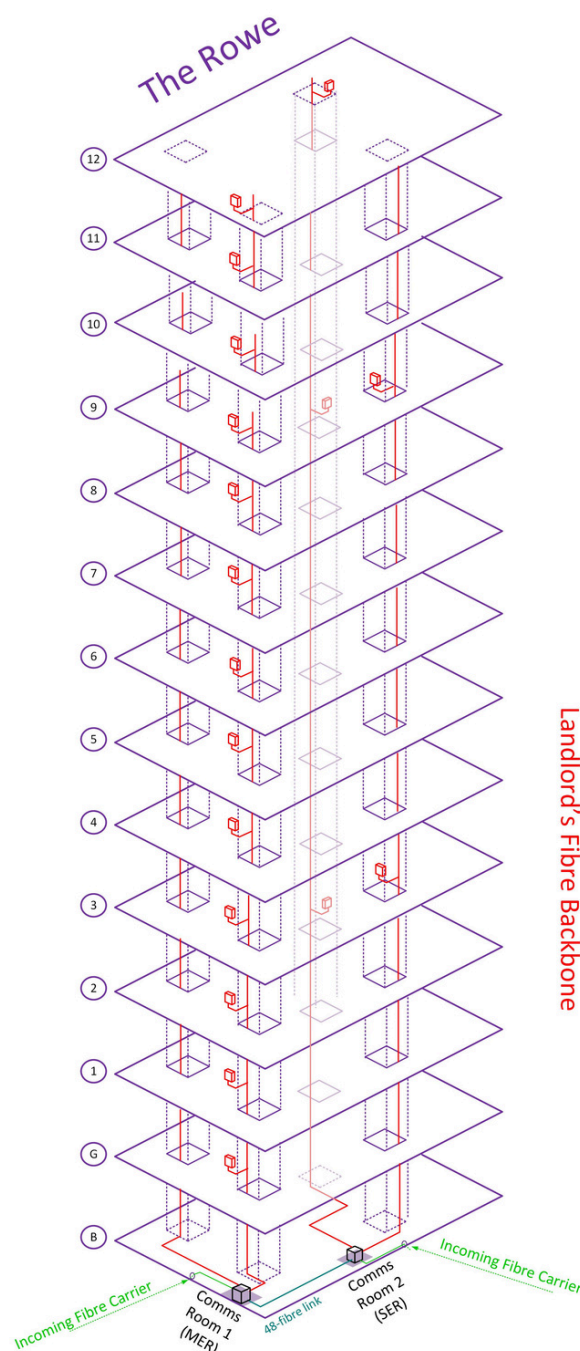 The Rowe
12
11
10
9
8
7
6
5
4
3
2
1
G
B
Landlord's Fibre Backbone
Incoming Fibre Carrier
Comms
Room 1
(MER)
48-fibre link
Comms
Room 2
(SER)
Incoming Fibre Carrier